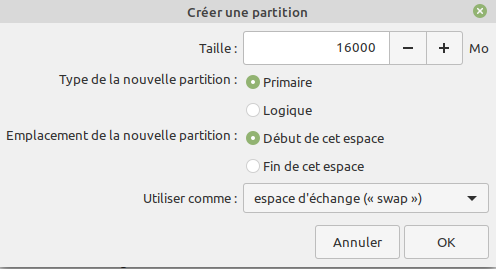 Créer une partition
Taille : 16000 Mo
Type de la nouvelle partition : Primaire
Logique
Emplacement de la nouvelle partition : Début de cet espace
Fin de cet espace
Utiliser comme : espace d'échange (« swap »)
Annuler OK